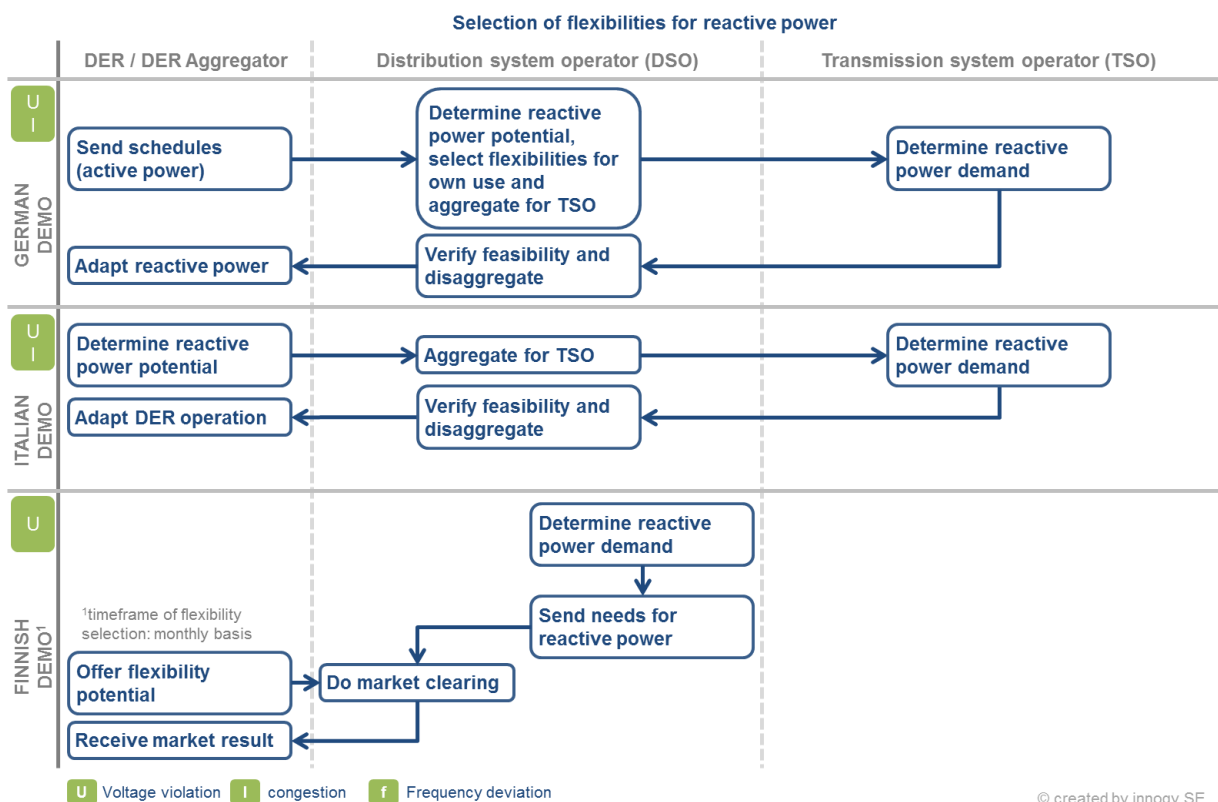 Selection of flexibilities for reactive power
DER / DER Aggregator
Distribution system operator (DSO)
Transmission system operator (TSO)
U
I
GERMAN
DEMO
Send schedules
(active power)
Determine reactive
power potential,
select flexibilities for
own use and
aggregate for TSO
Determine reactive
power demand
Adapt reactive power
Verify feasibility and
disaggregate
U
I
ITALIAN
DEMO
Determine reactive
power potential
Aggregate for TSO
Determine reactive
power demand
Adapt DER operation
Verify feasibility and
disaggregate
U
FINNISH
DEMO¹
Determine reactive
power demand
¹timeframe of flexibility
selection: monthly basis
Send needs for
reactive power
Offer flexibility
potential
Do market clearing
Receive market result
U Voltage violation I congestion f Frequency deviation
© created by innogy SE